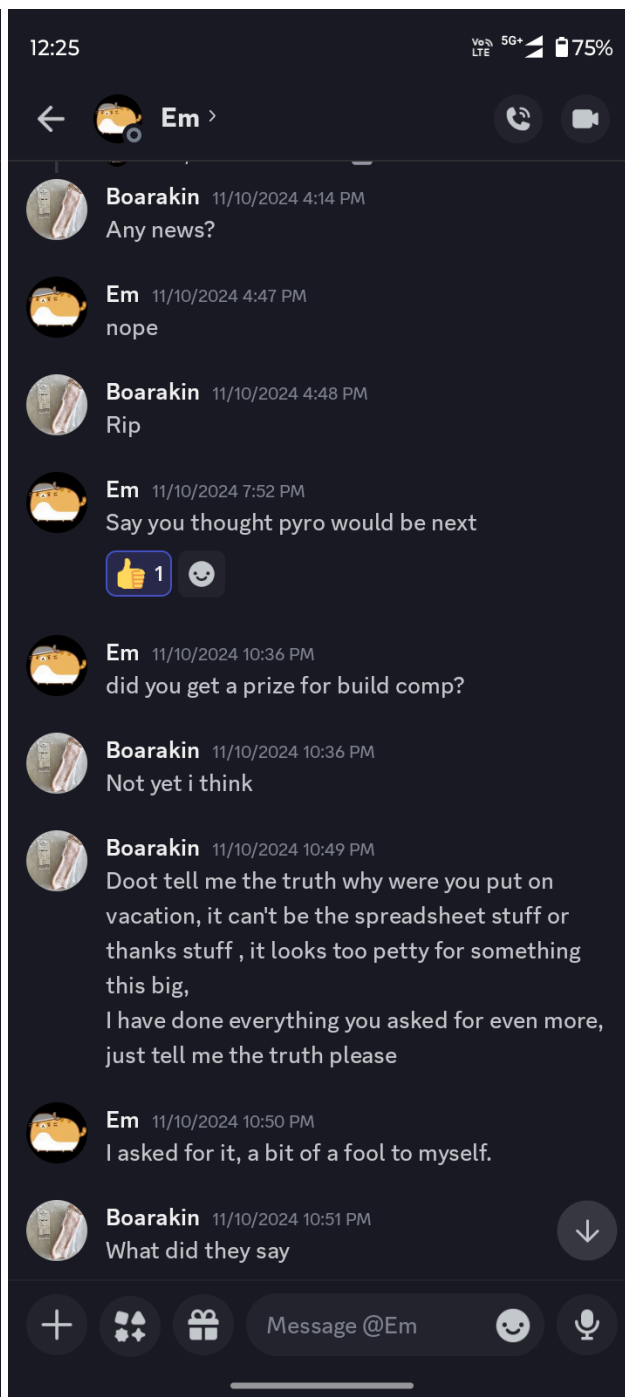 12:25
Vo
LTE
5G+
75%
Em
Boarakin 11/10/2024 4:14 PM
Any news?
Em 11/10/2024 4:47 PM
nope
Boarakin 11/10/2024 4:48 PM
Rip
Em 11/10/2024 7:52 PM
Say you thought pyro would be next
👍 1
Em 11/10/2024 10:36 PM
did you get a prize for build comp?
Boarakin 11/10/2024 10:36 PM
Not yet i think
Boarakin 11/10/2024 10:49 PM
Doot tell me the truth why were you put on
vacation, it can't be the spreadsheet stuff or
thanks stuff , it looks too petty for something
this big,
I have done everything you asked for even more,
just tell me the truth please
Em 11/10/2024 10:50 PM
I asked for it, a bit of a fool to myself.
Boarakin 11/10/2024 10:51 PM
What did they say
Message @Em